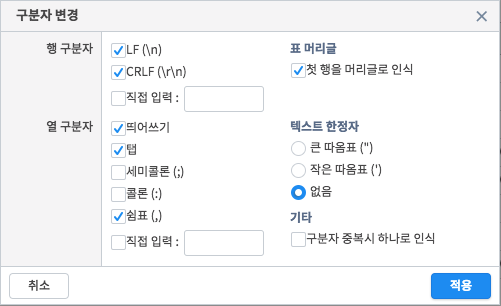 구분자 변경
행 구분자
LF (\n)
CRLF (\r\n)
직접 입력 :
표 머리글
첫 행을 머리글로 인식
열 구분자
띄어쓰기
탭
세미콜론 (;)
콜론 (:)
쉼표 (,)
직접 입력 :
텍스트 한정자
큰 따옴표 (")
작은 따옴표 (')
없음
기타
구분자 중복시 하나로 인식
취소
적용